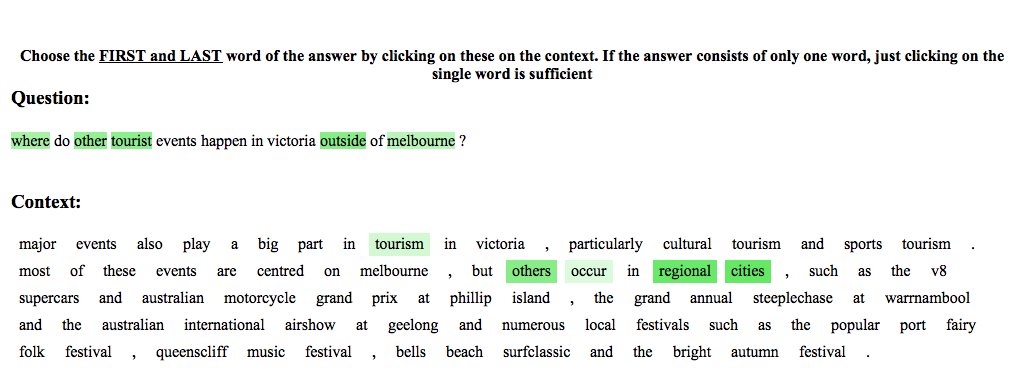 Choose the FIRST and LAST word of the answer by clicking on these on the context. If the answer consists of only one word, just clicking on the
single word is sufficient
Question:
where do other tourist events happen in victoria outside of melbourne ?
Context:
major events also play a big part in tourism in victoria , particularly cultural tourism and sports tourism .
most of these events are centred on melbourne , but others occur in regional cities , such as the v8
supercars and australian motorcycle grand prix at phillip island , the grand annual steeplechase at warrnambool
and the australian international airshow at geelong and numerous local festivals such as the popular port fairy
folk festival , queenscliff music festival , bells beach surfclassic and the bright autumn festival .